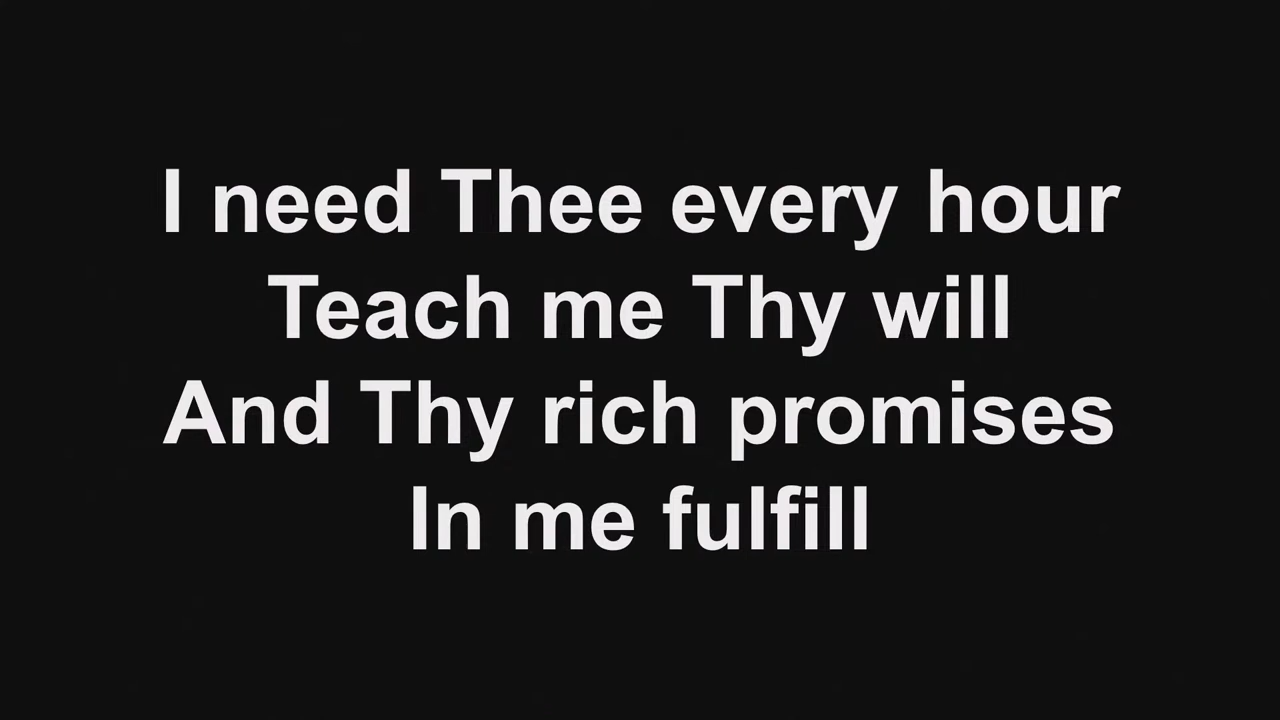 I need Thee every hour
Teach me Thy will
And Thy rich promises
In me fulfill